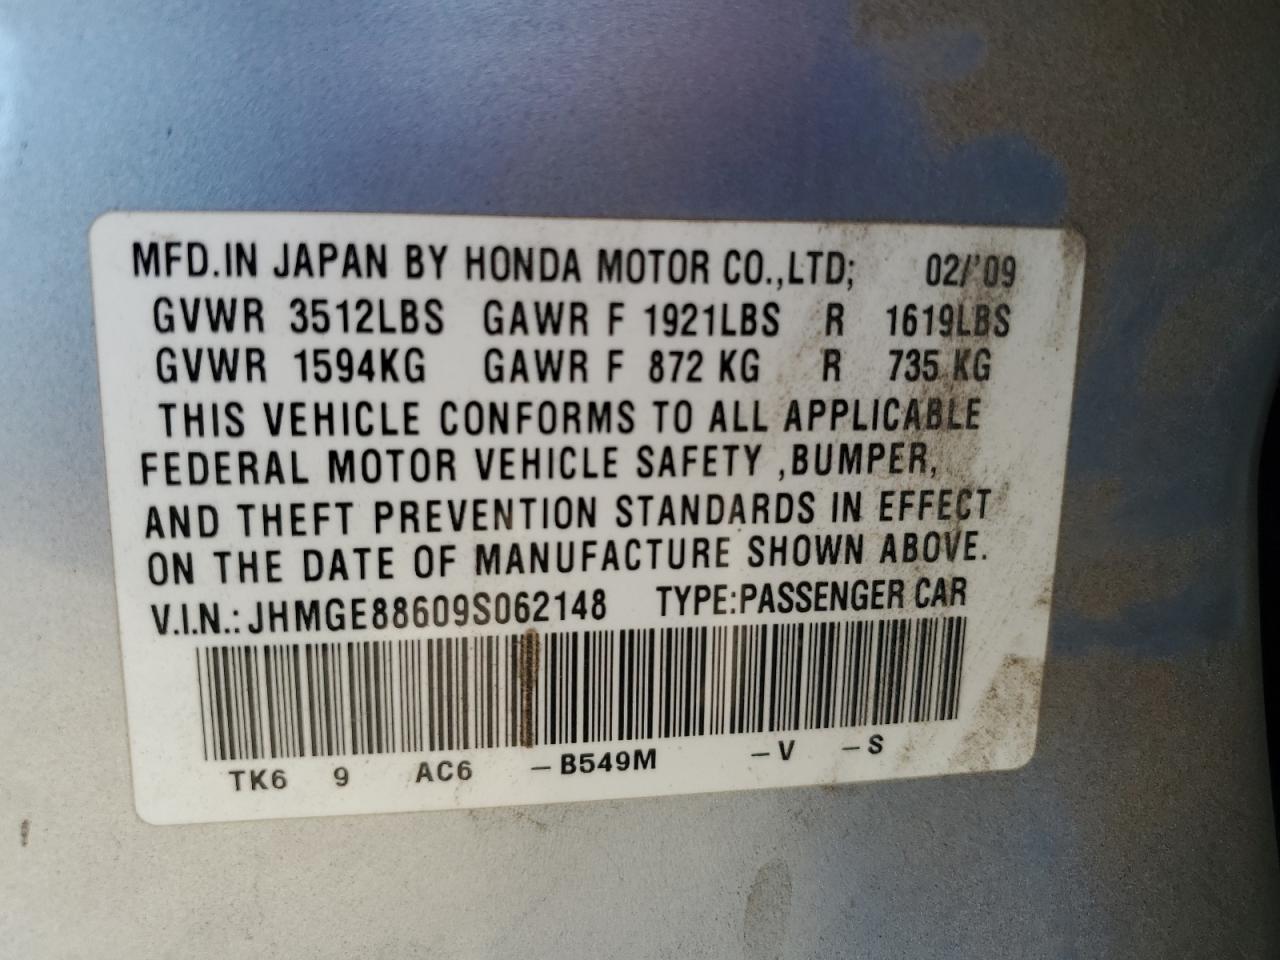 MFD.IN JAPAN BY HONDA MOTOR CO.,LTD; 02/'09
GVWR 3512LBS GAWR F 1921LBS R 1619LBS
GVWR 1594KG GAWR F 872 KG R 735 KG
THIS VEHICLE CONFORMS TO ALL APPLICABLE
FEDERAL MOTOR VEHICLE SAFETY ,BUMPER,
AND THEFT PREVENTION STANDARDS IN EFFECT
ON THE DATE OF MANUFACTURE SHOWN ABOVE.
V.I.N.: JHMGE88609S062148 TYPE:PASSENGER CAR
TK6 9 AC6 – B549M – V – S